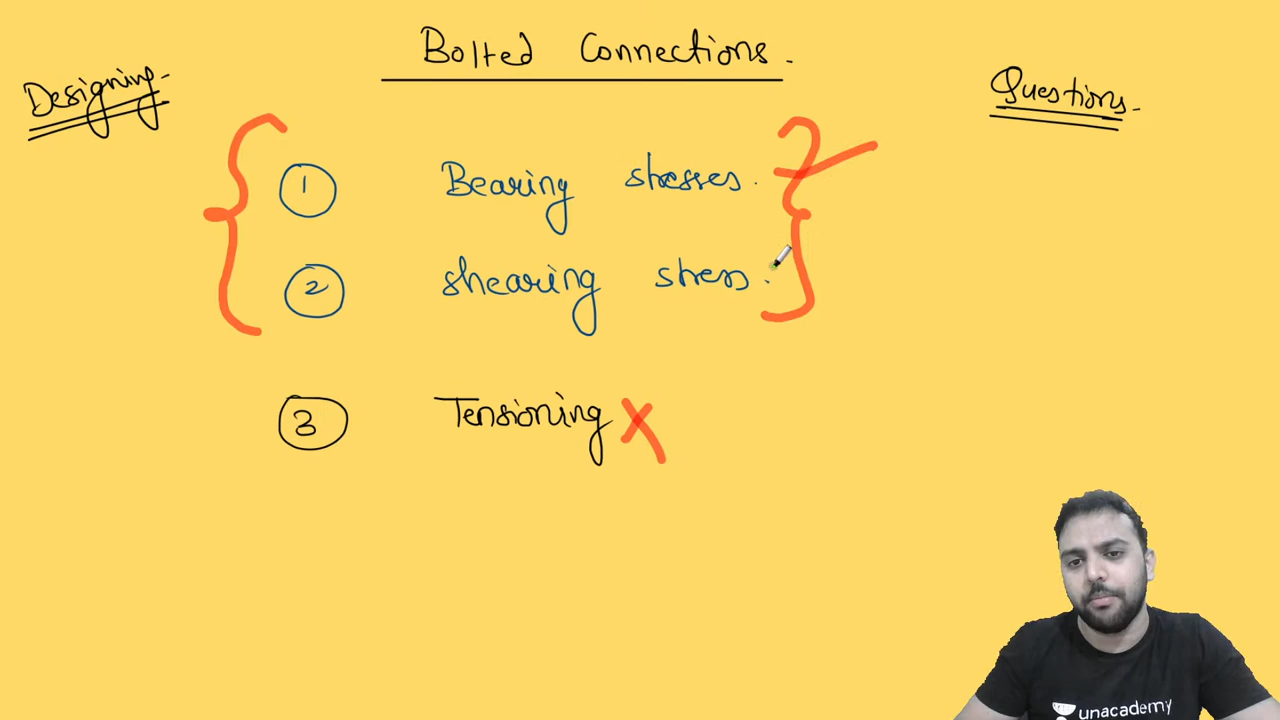 Bolted Connections.
Designing.
Questions.
1 Bearing stresses.
2 shearing stress.
3 Tensioning
unacademy